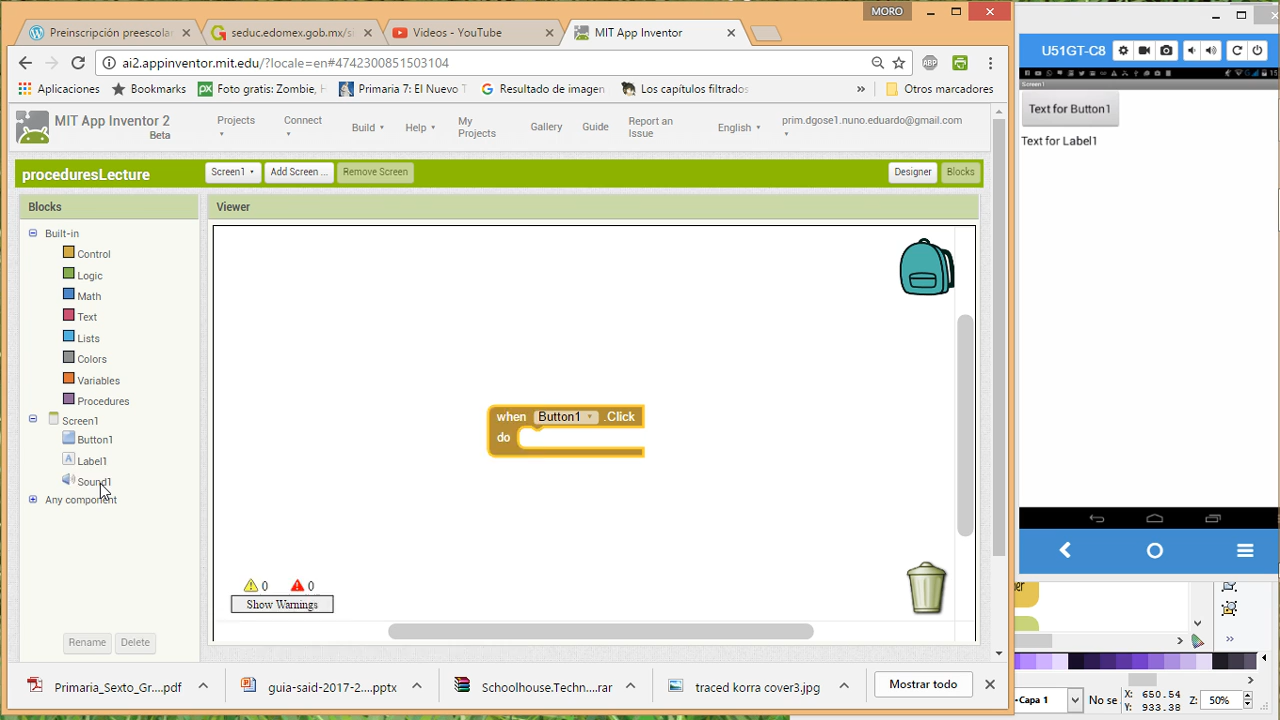 MORO
Preinscripción preescolar
seduc.edomex.gob.mx/si
Videos - YouTube
MIT App Inventor 2
ai2.appinventor.mit.edu/?locale=en#4742300651503104
ABP
Aplicaciones
Bookmarks
Foto gratis: Zombie, T
Primaria 7: El Nuevo T
Resultado de imagen
Los capítulos filtrados
»
Otros marcadores
MIT App Inventor 2
Beta
Projects
Connect
Build
Help
My Projects
Gallery
Guide
Report an Issue
English
prim.dgose1.nuno.eduardo@gmail.com
proceduresLecture
Screen1
Add Screen ...
Remove Screen
Designer
Blocks
Blocks
Viewer
Built-in
Control
Logic
Math
Text
Lists
Colors
Variables
Procedures
Screen1
Button1
Label1
Sound1
Any component
Rename
Delete
when Button1 .Click
do
0
0
Show Warnings
Primaria_Sexto_Gr....pdf
guia-said-2017-2....pptx
Schoolhouse.Techn....rar
traced korra cover3.jpg
Mostrar todo
U51GT-C8
Screen1
Text for Button1
Text for Label1
Capa 1
No se
X: 650.54
Y: 933.38
Z: 50%